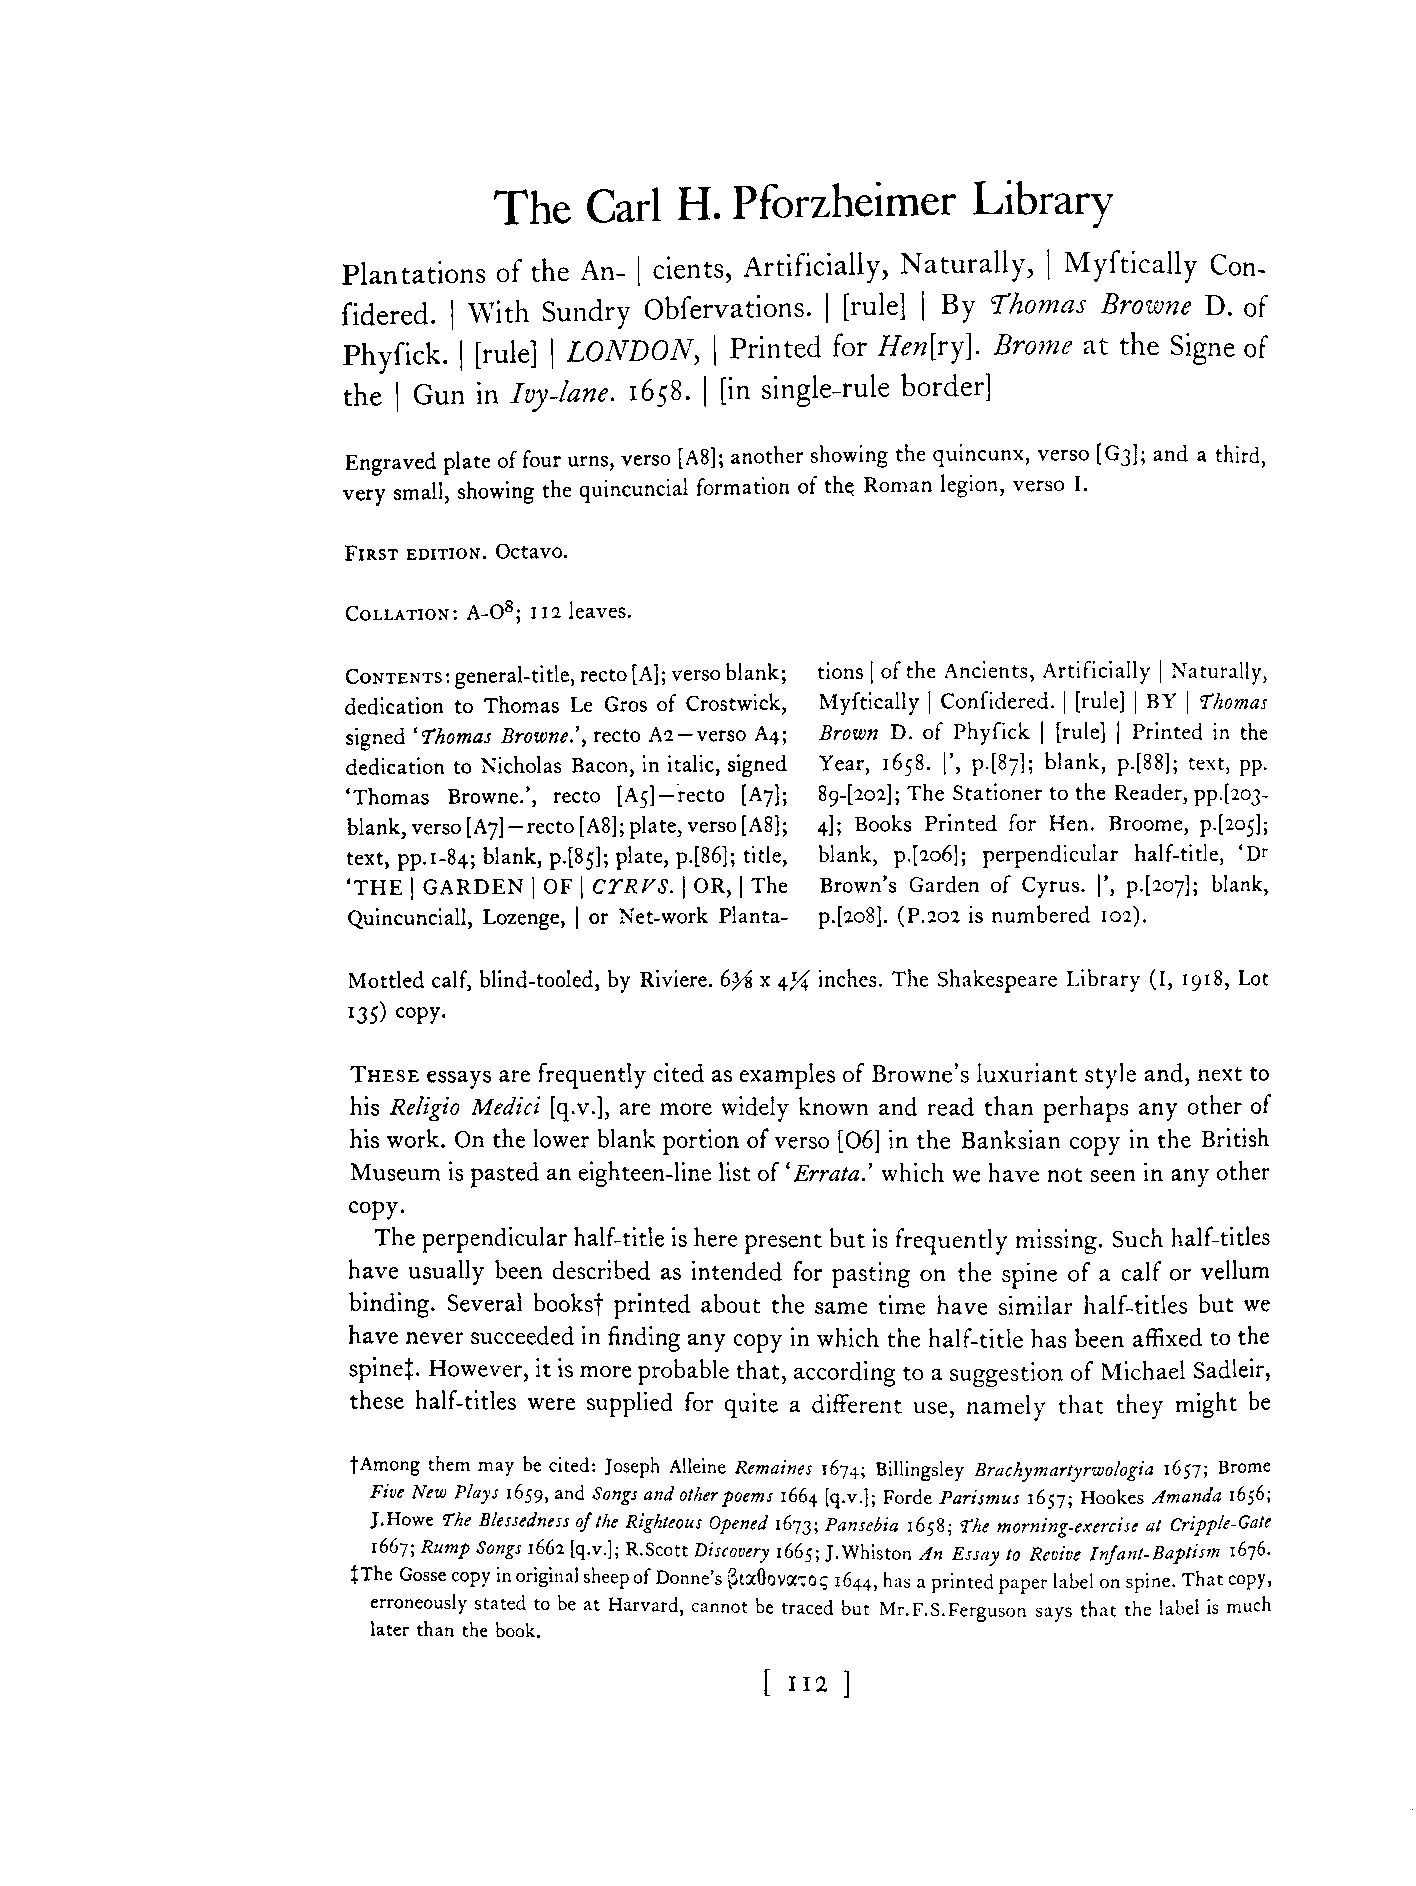 The Carl H. Pforzheimer Library
Plantations of the An- | cients, Artificially, Naturally, | Myſtically Con-
ſidered. | With Sundry Obſervations. | [rule] | By Thomas Browne D. of
Phyſick. | [rule] | LONDON, | Printed for Hen[ry]. Brome at the Signe of
the | Gun in Ivy-lane. 1658. | [in single-rule border]
Engraved plate of four urns, verso [A8]; another showing the quincunx, verso [G3]; and a third,
very small, showing the quincuncial formation of the Roman legion, verso I.
FIRST EDITION. Octavo.
COLLATION: A-O⁸; 112 leaves.
CONTENTS: general-title, recto [A]; verso blank;
dedication to Thomas Le Gros of Crostwick,
signed ‘Thomas Browne.’, recto A2—verso A4;
dedication to Nicholas Bacon, in italic, signed
‘Thomas Browne.’, recto [A5]—recto [A7];
blank, verso [A7]—recto [A8]; plate, verso [A8];
text, pp.1-84; blank, p.[85]; plate, p.[86]; title,
‘THE | GARDEN | OF | CYRVS. | OR, | The
Quincunciall, Lozenge, | or Net-work Planta-
tions | of the Ancients, Artificially | Naturally,
Myſtically | Conſidered. | [rule] | BY | Thomas
Brown D. of Phyſick | [rule] | Printed in the
Year, 1658. |’, p.[87]; blank, p.[88]; text, pp.
89-[202]; The Stationer to the Reader, pp.[203-
4]; Books Printed for Hen. Broome, p.[205];
blank, p.[206]; perpendicular half-title, ‘Dʳ
Brown’s Garden of Cyrus. |’, p.[207]; blank,
p.[208]. (P.202 is numbered 102).
Mottled calf, blind-tooled, by Riviere. 6⅜ x 4¼ inches. The Shakespeare Library (I, 1918, Lot
135) copy.
THESE essays are frequently cited as examples of Browne’s luxuriant style and, next to
his Religio Medici [q.v.], are more widely known and read than perhaps any other of
his work. On the lower blank portion of verso [O6] in the Banksian copy in the British
Museum is pasted an eighteen-line list of ‘Errata.’ which we have not seen in any other
copy.
The perpendicular half-title is here present but is frequently missing. Such half-titles
have usually been described as intended for pasting on the spine of a calf or vellum
binding. Several books† printed about the same time have similar half-titles but we
have never succeeded in finding any copy in which the half-title has been affixed to the
spine‡. However, it is more probable that, according to a suggestion of Michael Sadleir,
these half-titles were supplied for quite a different use, namely that they might be
†Among them may be cited: Joseph Alleine Remaines 1674; Billingsley Brachymartyrwologia 1657; Brome
Five New Plays 1659, and Songs and other poems 1664 [q.v.]; Forde Parismus 1657; Hookes Amanda 1656;
J.Howe The Blessedness of the Righteous Opened 1673; Pansebia 1658; The morning-exercise at Cripple-Gate
1667; Rump Songs 1662 [q.v.]; R.Scott Discovery 1665; J.Whiston An Essay to Revive Infant-Baptism 1676.
‡The Gosse copy in original sheep of Donne’s βιαθανατος 1644, has a printed paper label on spine. That copy,
erroneously stated to be at Harvard, cannot be traced but Mr.F.S.Ferguson says that the label is much
later than the book.
[ 112 ]